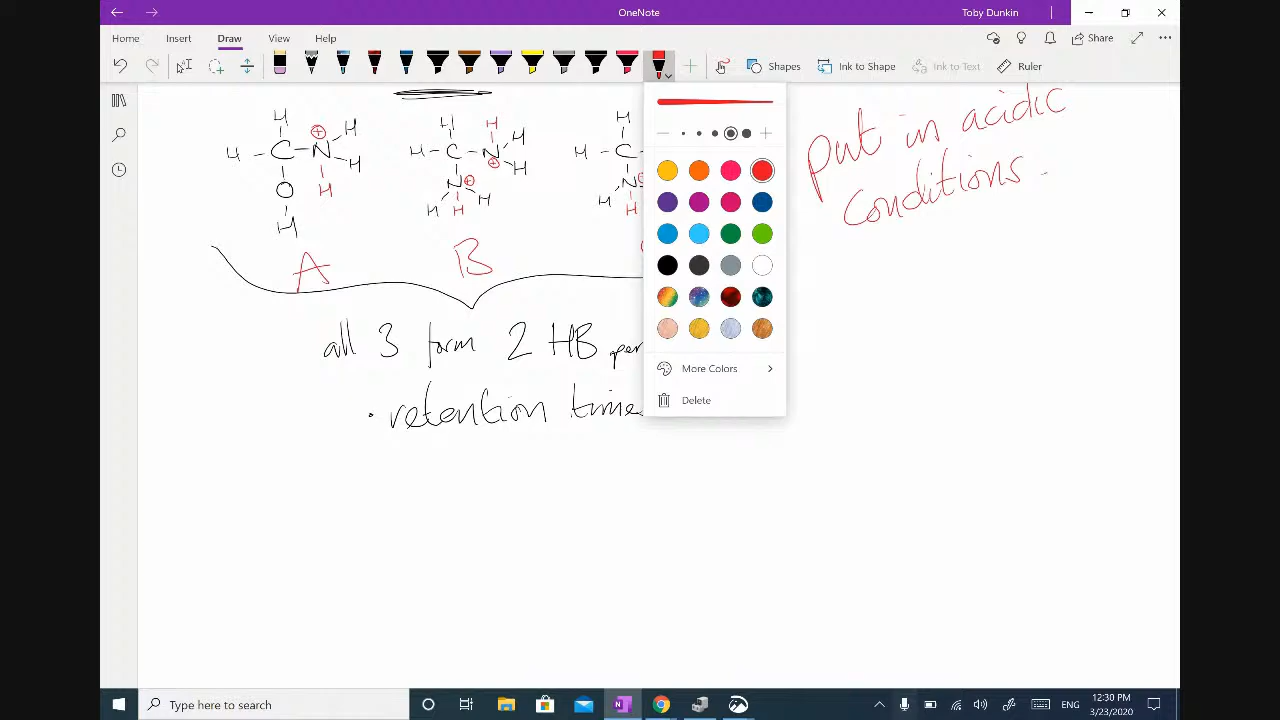 OneNote
Toby Dunkin
Home Insert Draw View Help
Share
Shapes
Ink to Shape
Ink to Text
Ruler
put in acidic
conditions.
H H H
H C N H
O H
H
H H H
H C N H
N
H H H
H
H C
N
H H
A B
all 3 form 2 HB per
· retention time
More Colors
Delete
Type here to search
ENG
12:30 PM
3/23/2020